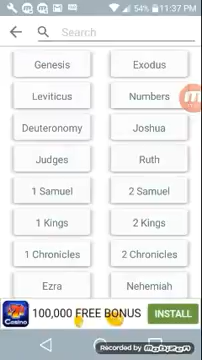 54% 11:37 PM
Search
Genesis Exodus
Leviticus Numbers
Deuteronomy Joshua
Judges Ruth
1 Samuel 2 Samuel
1 Kings 2 Kings
1 Chronicles 2 Chronicles
Ezra Nehemiah
Casino 100,000 FREE BONUS INSTALL
Recorded by Mobizen